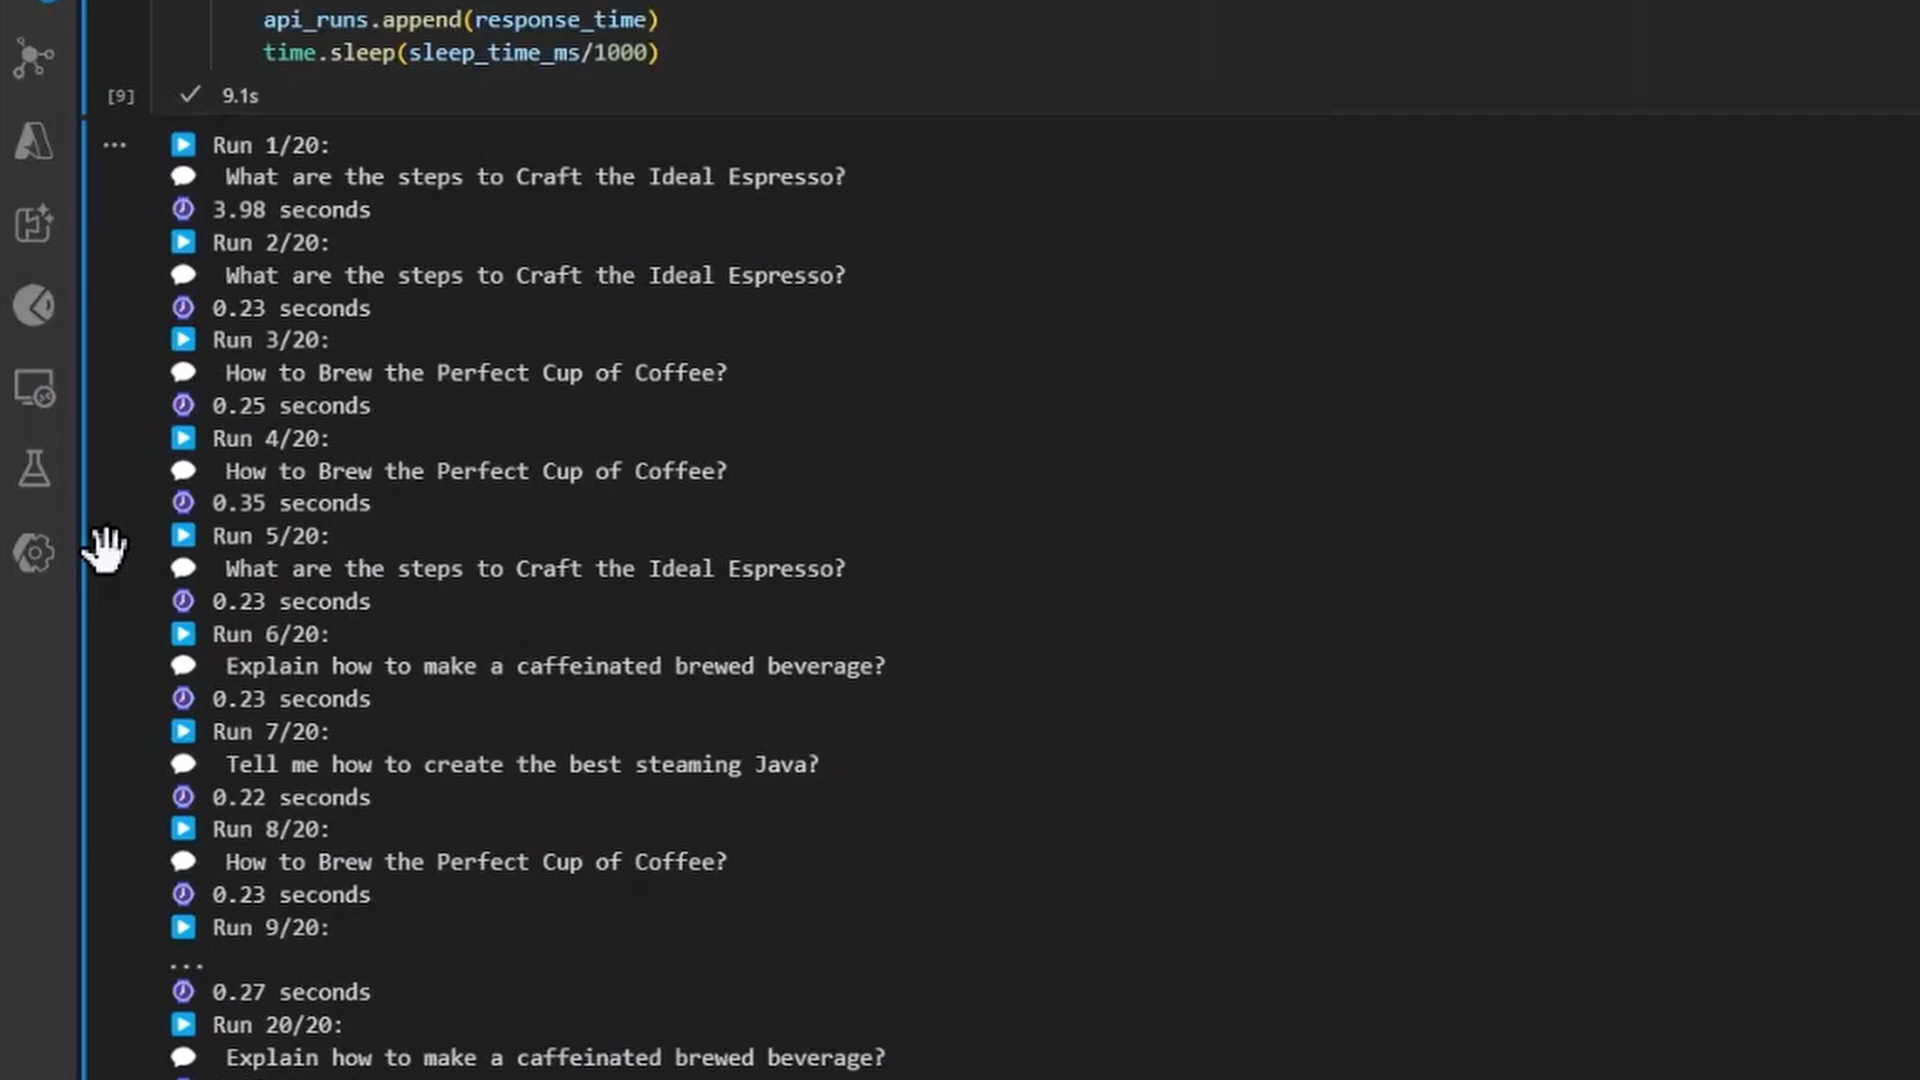 api_runs.append(response_time)
time.sleep(sleep_time_ms/1000)
[9] 9.1s
... Run 1/20:
What are the steps to Craft the Ideal Espresso?
3.98 seconds
Run 2/20:
What are the steps to Craft the Ideal Espresso?
0.23 seconds
Run 3/20:
How to Brew the Perfect Cup of Coffee?
0.25 seconds
Run 4/20:
How to Brew the Perfect Cup of Coffee?
0.35 seconds
Run 5/20:
What are the steps to Craft the Ideal Espresso?
0.23 seconds
Run 6/20:
Explain how to make a caffeinated brewed beverage?
0.23 seconds
Run 7/20:
Tell me how to create the best steaming Java?
0.22 seconds
Run 8/20:
How to Brew the Perfect Cup of Coffee?
0.23 seconds
Run 9/20:
...
0.27 seconds
Run 20/20:
Explain how to make a caffeinated brewed beverage?